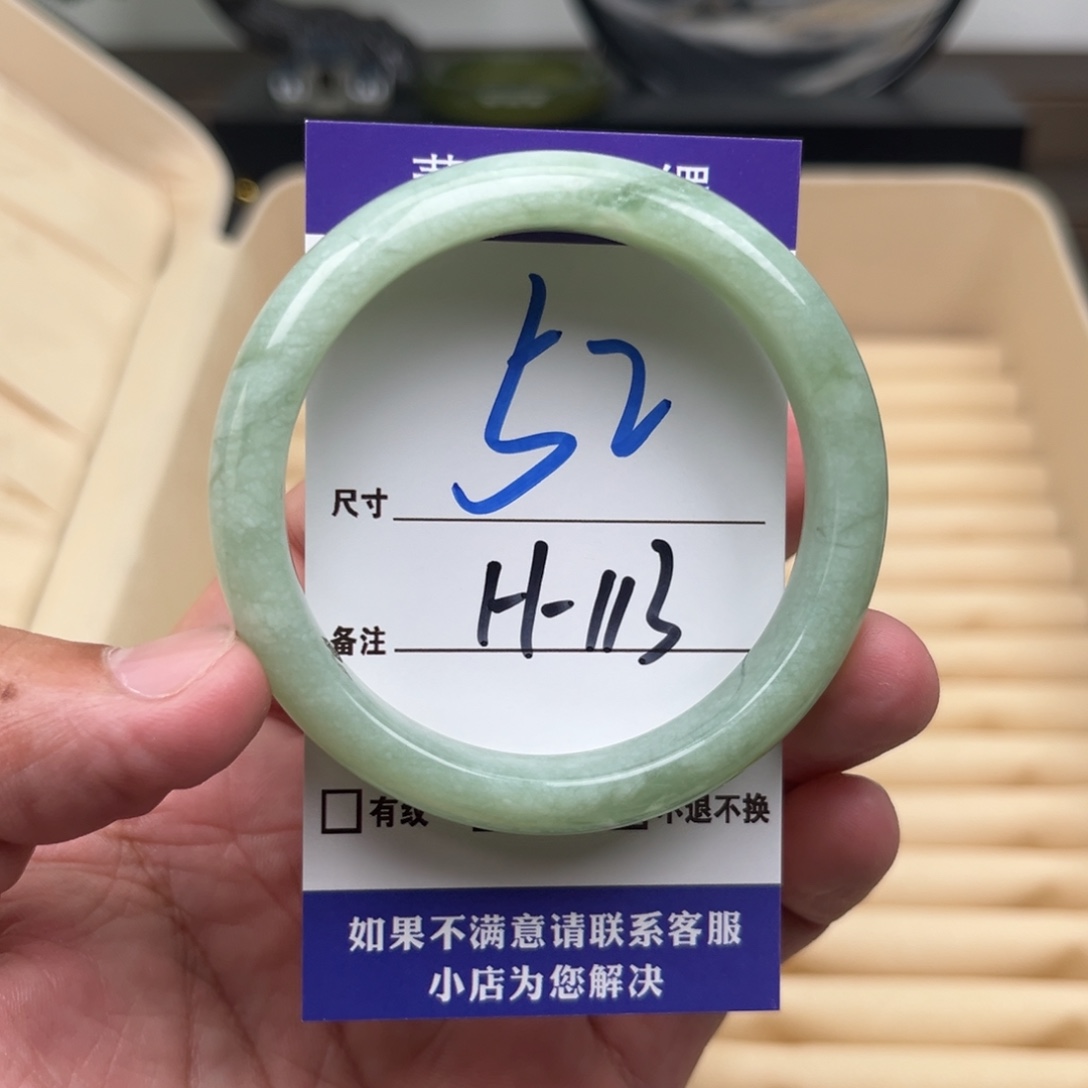 52
尺寸
H-113
备注
有纹 不退不换
如果不满意请联系客服
小店为您解决